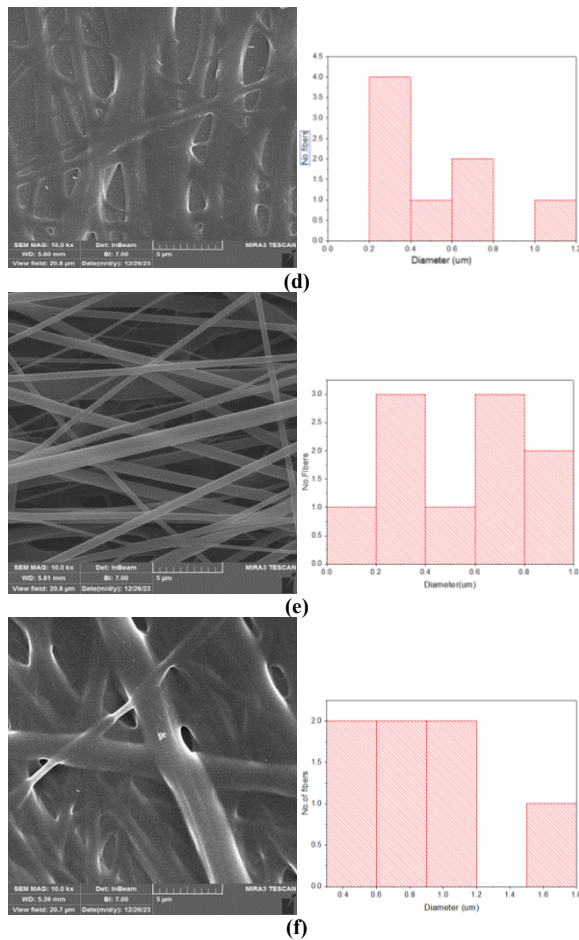 SEM MAG: 10.0 kx Det: InBeam MIRA3 TESCAN
WD: 5.60 mm BI: 7.00 5 µm
View field: 20.8 µm Date(m/d/y): 12/26/23
4.5
4.0
3.5
3.0
2.5
2.0
1.5
1.0
0.5
0.0
No.fibers
0.0 0.2 0.4 0.6 0.8 1.0 1.2
Diameter (um)
(d)
SEM MAG: 10.0 kx Det: InBeam MIRA3 TESCAN
WD: 5.81 mm BI: 7.00 5 µm
View field: 20.8 µm Date(m/d/y): 12/26/23
3.0
2.5
2.0
1.5
1.0
0.5
0.0
No.Fibers
0.0 0.2 0.4 0.6 0.8 1.0
Diameter(um)
(e)
SEM MAG: 10.0 kx Det: InBeam MIRA3 TESCAN
WD: 5.39 mm BI: 7.00 5 µm
View field: 20.7 µm Date(m/d/y): 12/26/23
2.0
1.5
1.0
0.5
0.0
No.of fibers
0.4 0.6 0.8 1.0 1.2 1.4 1.6 1.8
Diameter (um)
(f)